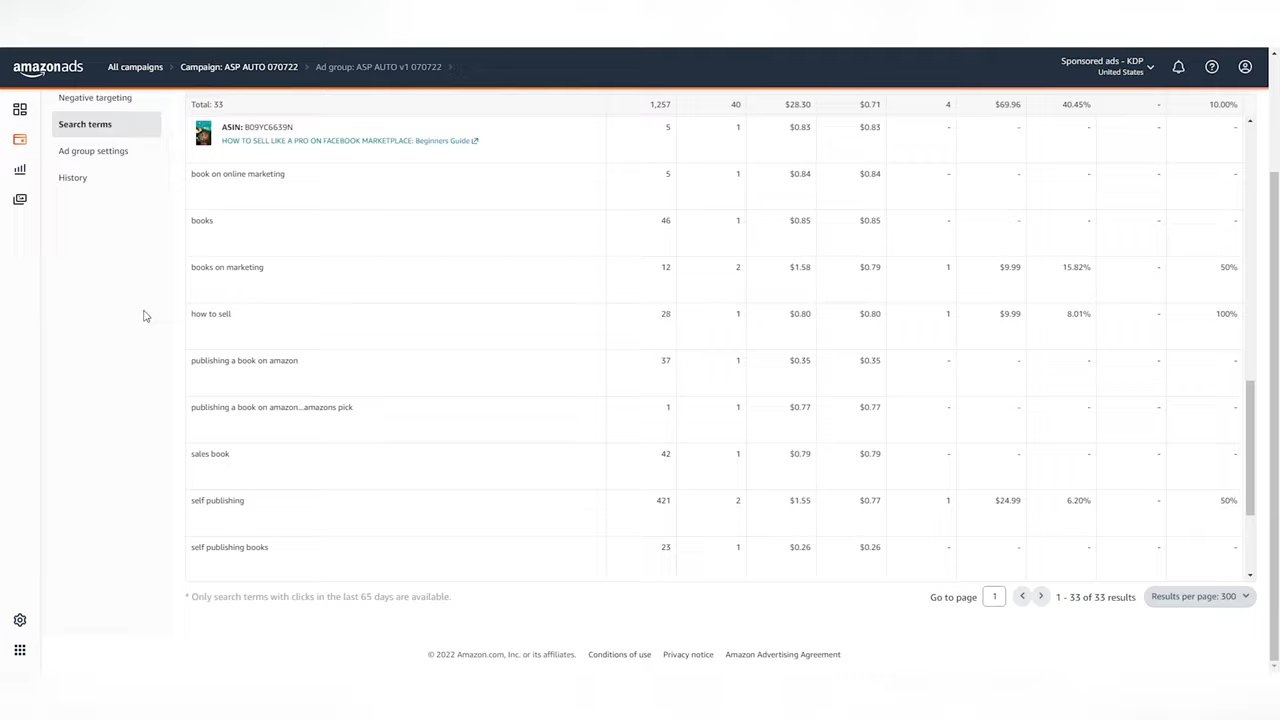 amazonads All campaigns > Campaign: ASP AUTO 070722 > Ad group: ASP AUTO v1 070722 > Sponsored ads - KDP
United States
Negative targeting
Search terms
Ad group settings
History
Total: 33 1,257 40 $28.30 $0.71 4 $69.96 40.45% - 10.00%
ASIN: B09YC6639N 5 1 $0.83 $0.83 - - - - -
HOW TO SELL LIKE A PRO ON FACEBOOK MARKETPLACE: Beginners Guide
book on online marketing 5 1 $0.84 $0.84 - - - - -
books 46 1 $0.85 $0.85 - - - - -
books on marketing 12 2 $1.58 $0.79 1 $9.99 15.82% - 50%
how to sell 28 1 $0.80 $0.80 1 $9.99 8.01% - 100%
publishing a book on amazon 37 1 $0.35 $0.35 - - - - -
publishing a book on amazon...amazons pick 1 1 $0.77 $0.77 - - - - -
sales book 42 1 $0.79 $0.79 - - - - -
self publishing 421 2 $1.55 $0.77 1 $24.99 6.20% - 50%
self publishing books 23 1 $0.26 $0.26 - - - - -
* Only search terms with clicks in the last 65 days are available. Go to page 1 < > 1 - 33 of 33 results Results per page: 300
© 2022 Amazon.com, Inc. or its affiliates. Conditions of use Privacy notice Amazon Advertising Agreement